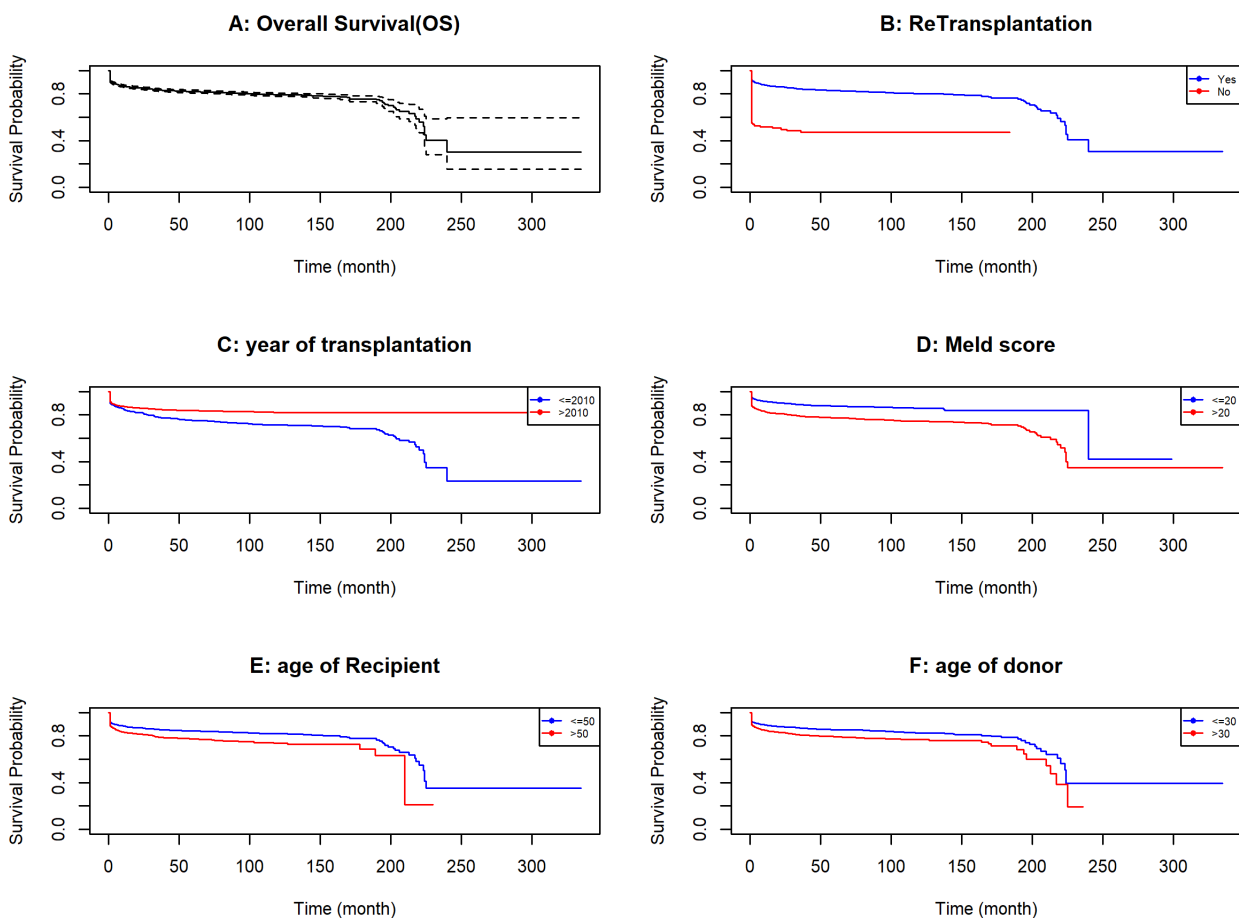 A: Overall Survival(OS)
Survival Probability
0.0 0.4 0.8
0 50 100 150 200 250 300
Time (month)
B: ReTransplantation
Survival Probability
0.0 0.4 0.8
Yes
No
0 50 100 150 200 250 300
Time (month)
C: year of transplantation
Survival Probability
0.0 0.4 0.8
<=2010
>2010
0 50 100 150 200 250 300
Time (month)
D: Meld score
Survival Probability
0.0 0.4 0.8
<=20
>20
0 50 100 150 200 250 300
Time (month)
E: age of Recipient
Survival Probability
0.0 0.4 0.8
<=50
>50
0 50 100 150 200 250 300
Time (month)
F: age of donor
Survival Probability
0.0 0.4 0.8
<=30
>30
0 50 100 150 200 250 300
Time (month)